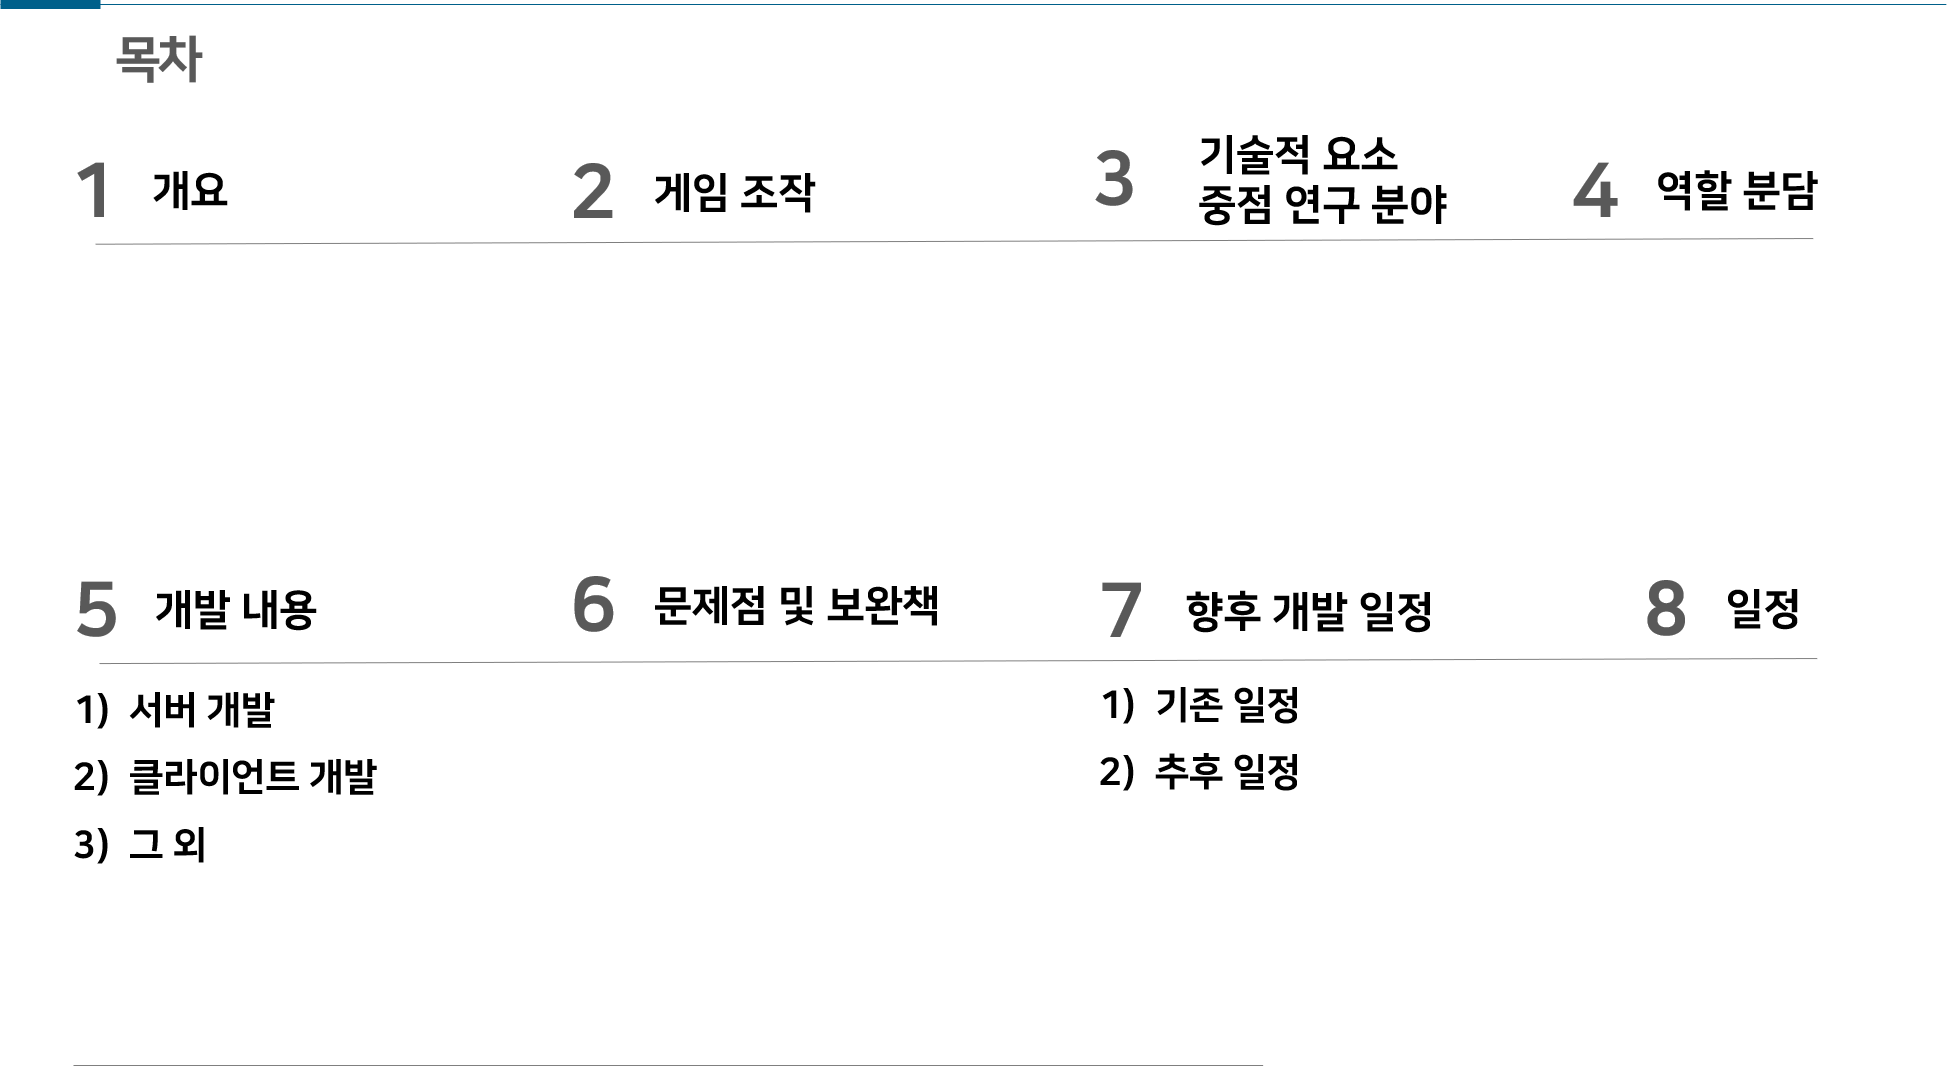 목차
1 개요
2 게임 조작
3 기술적 요소
중점 연구 분야
4 역할 분담
5 개발 내용
1) 서버 개발
2) 클라이언트 개발
3) 그 외
6 문제점 및 보완책
7 향후 개발 일정
1) 기존 일정
2) 추후 일정
8 일정